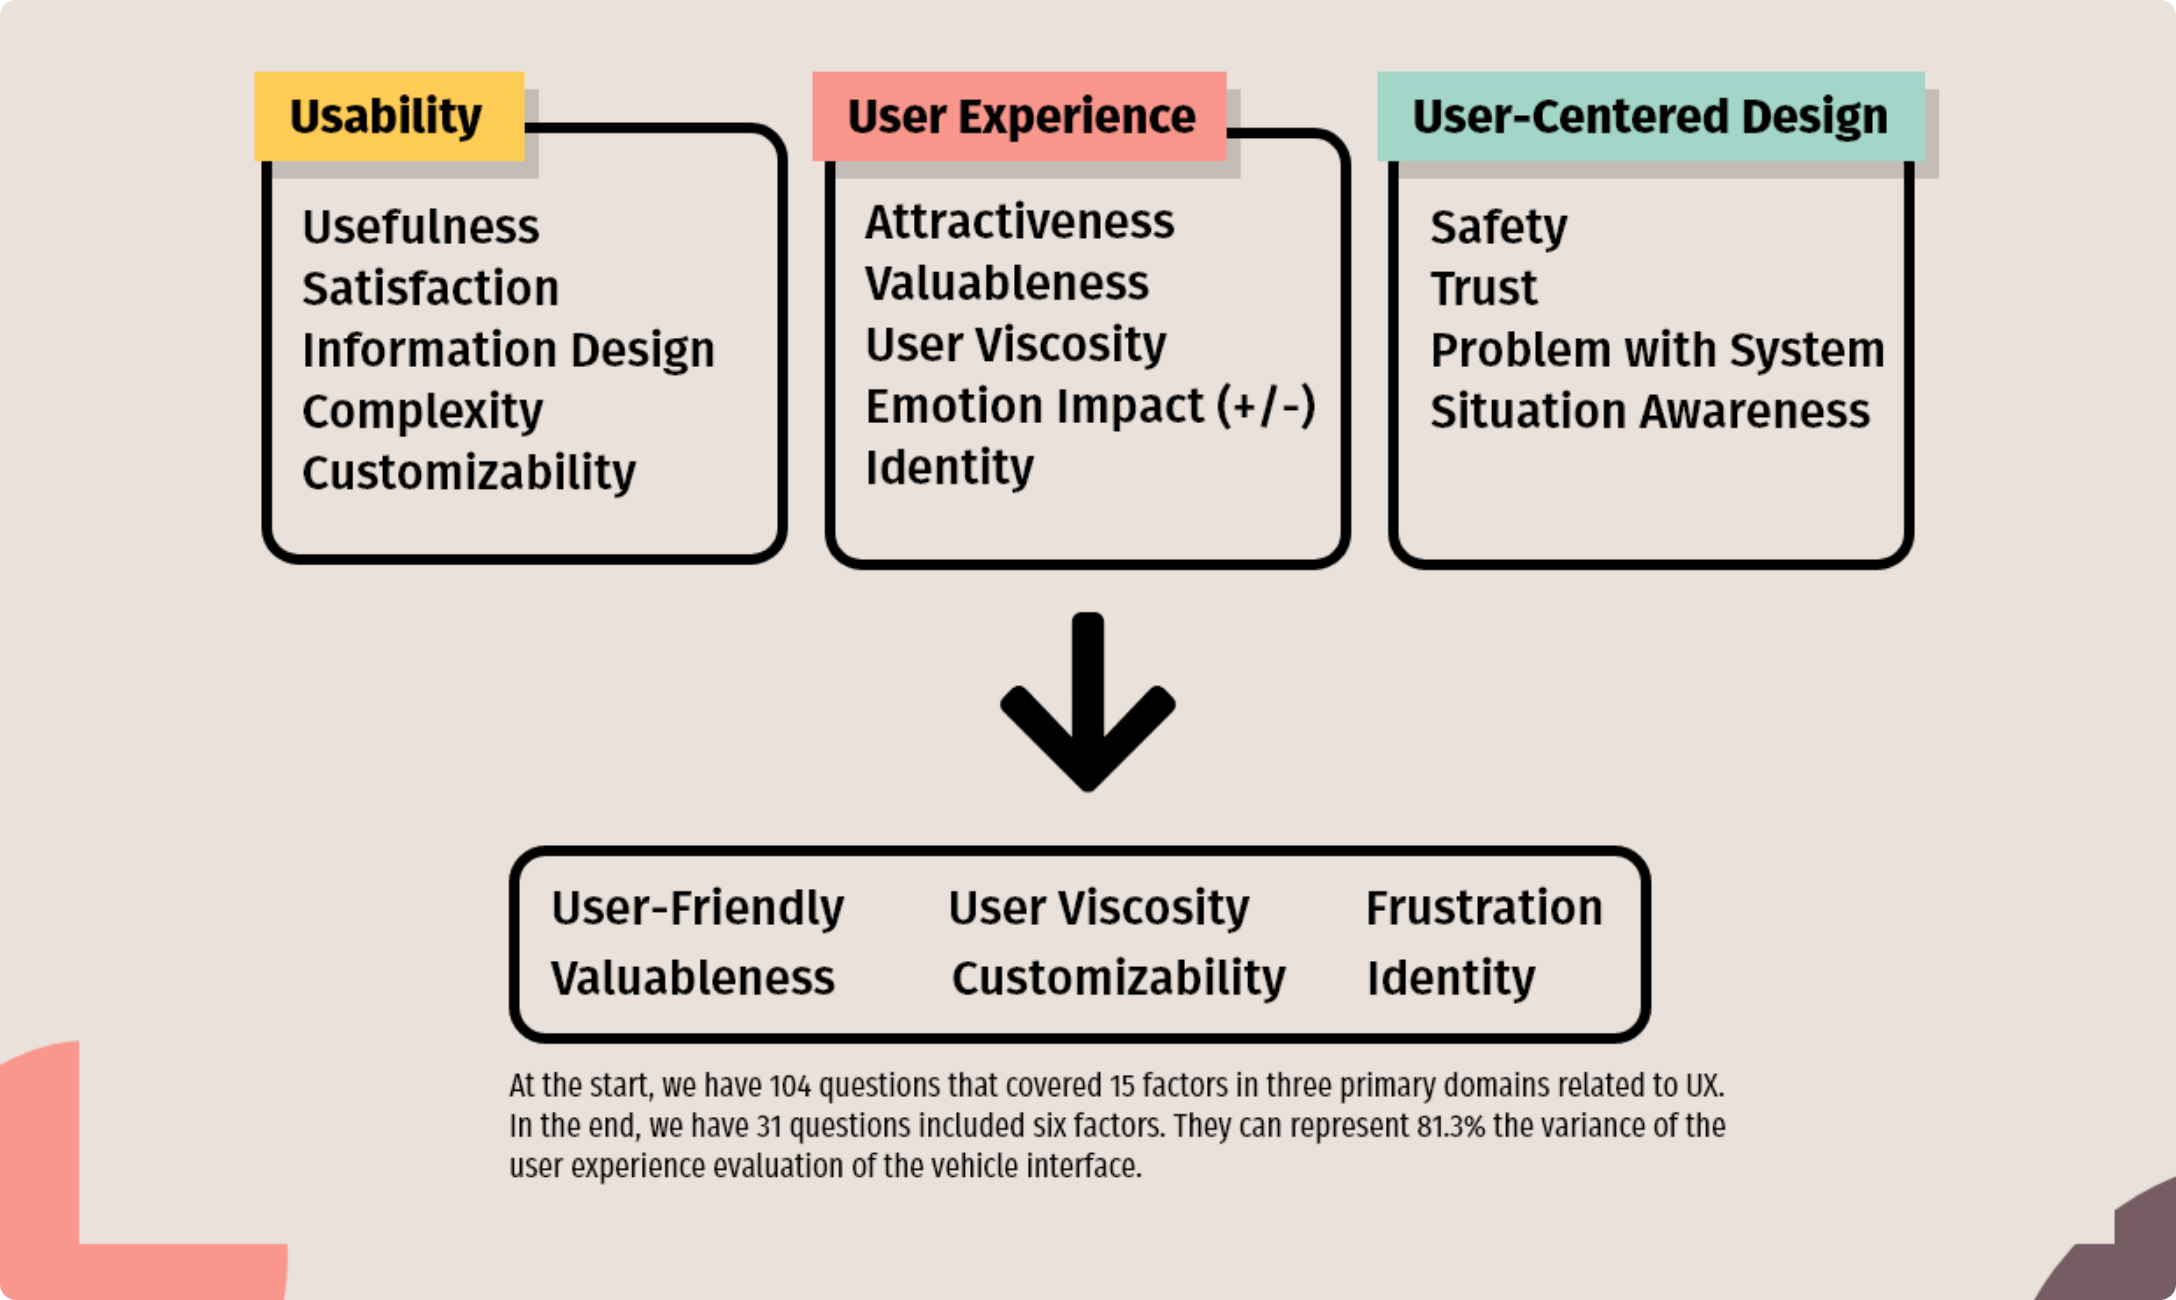 Usability
Usefulness
Satisfaction
Information Design
Complexity
Customizability
User Experience
Attractiveness
Valuableness
User Viscosity
Emotion Impact (+/-)
Identity
User-Centered Design
Safety
Trust
Problem with System
Situation Awareness
User-Friendly User Viscosity Frustration
Valuableness Customizability Identity
At the start, we have 104 questions that covered 15 factors in three primary domains related to UX.
In the end, we have 31 questions included six factors. They can represent 81.3% the variance of the
user experience evaluation of the vehicle interface.